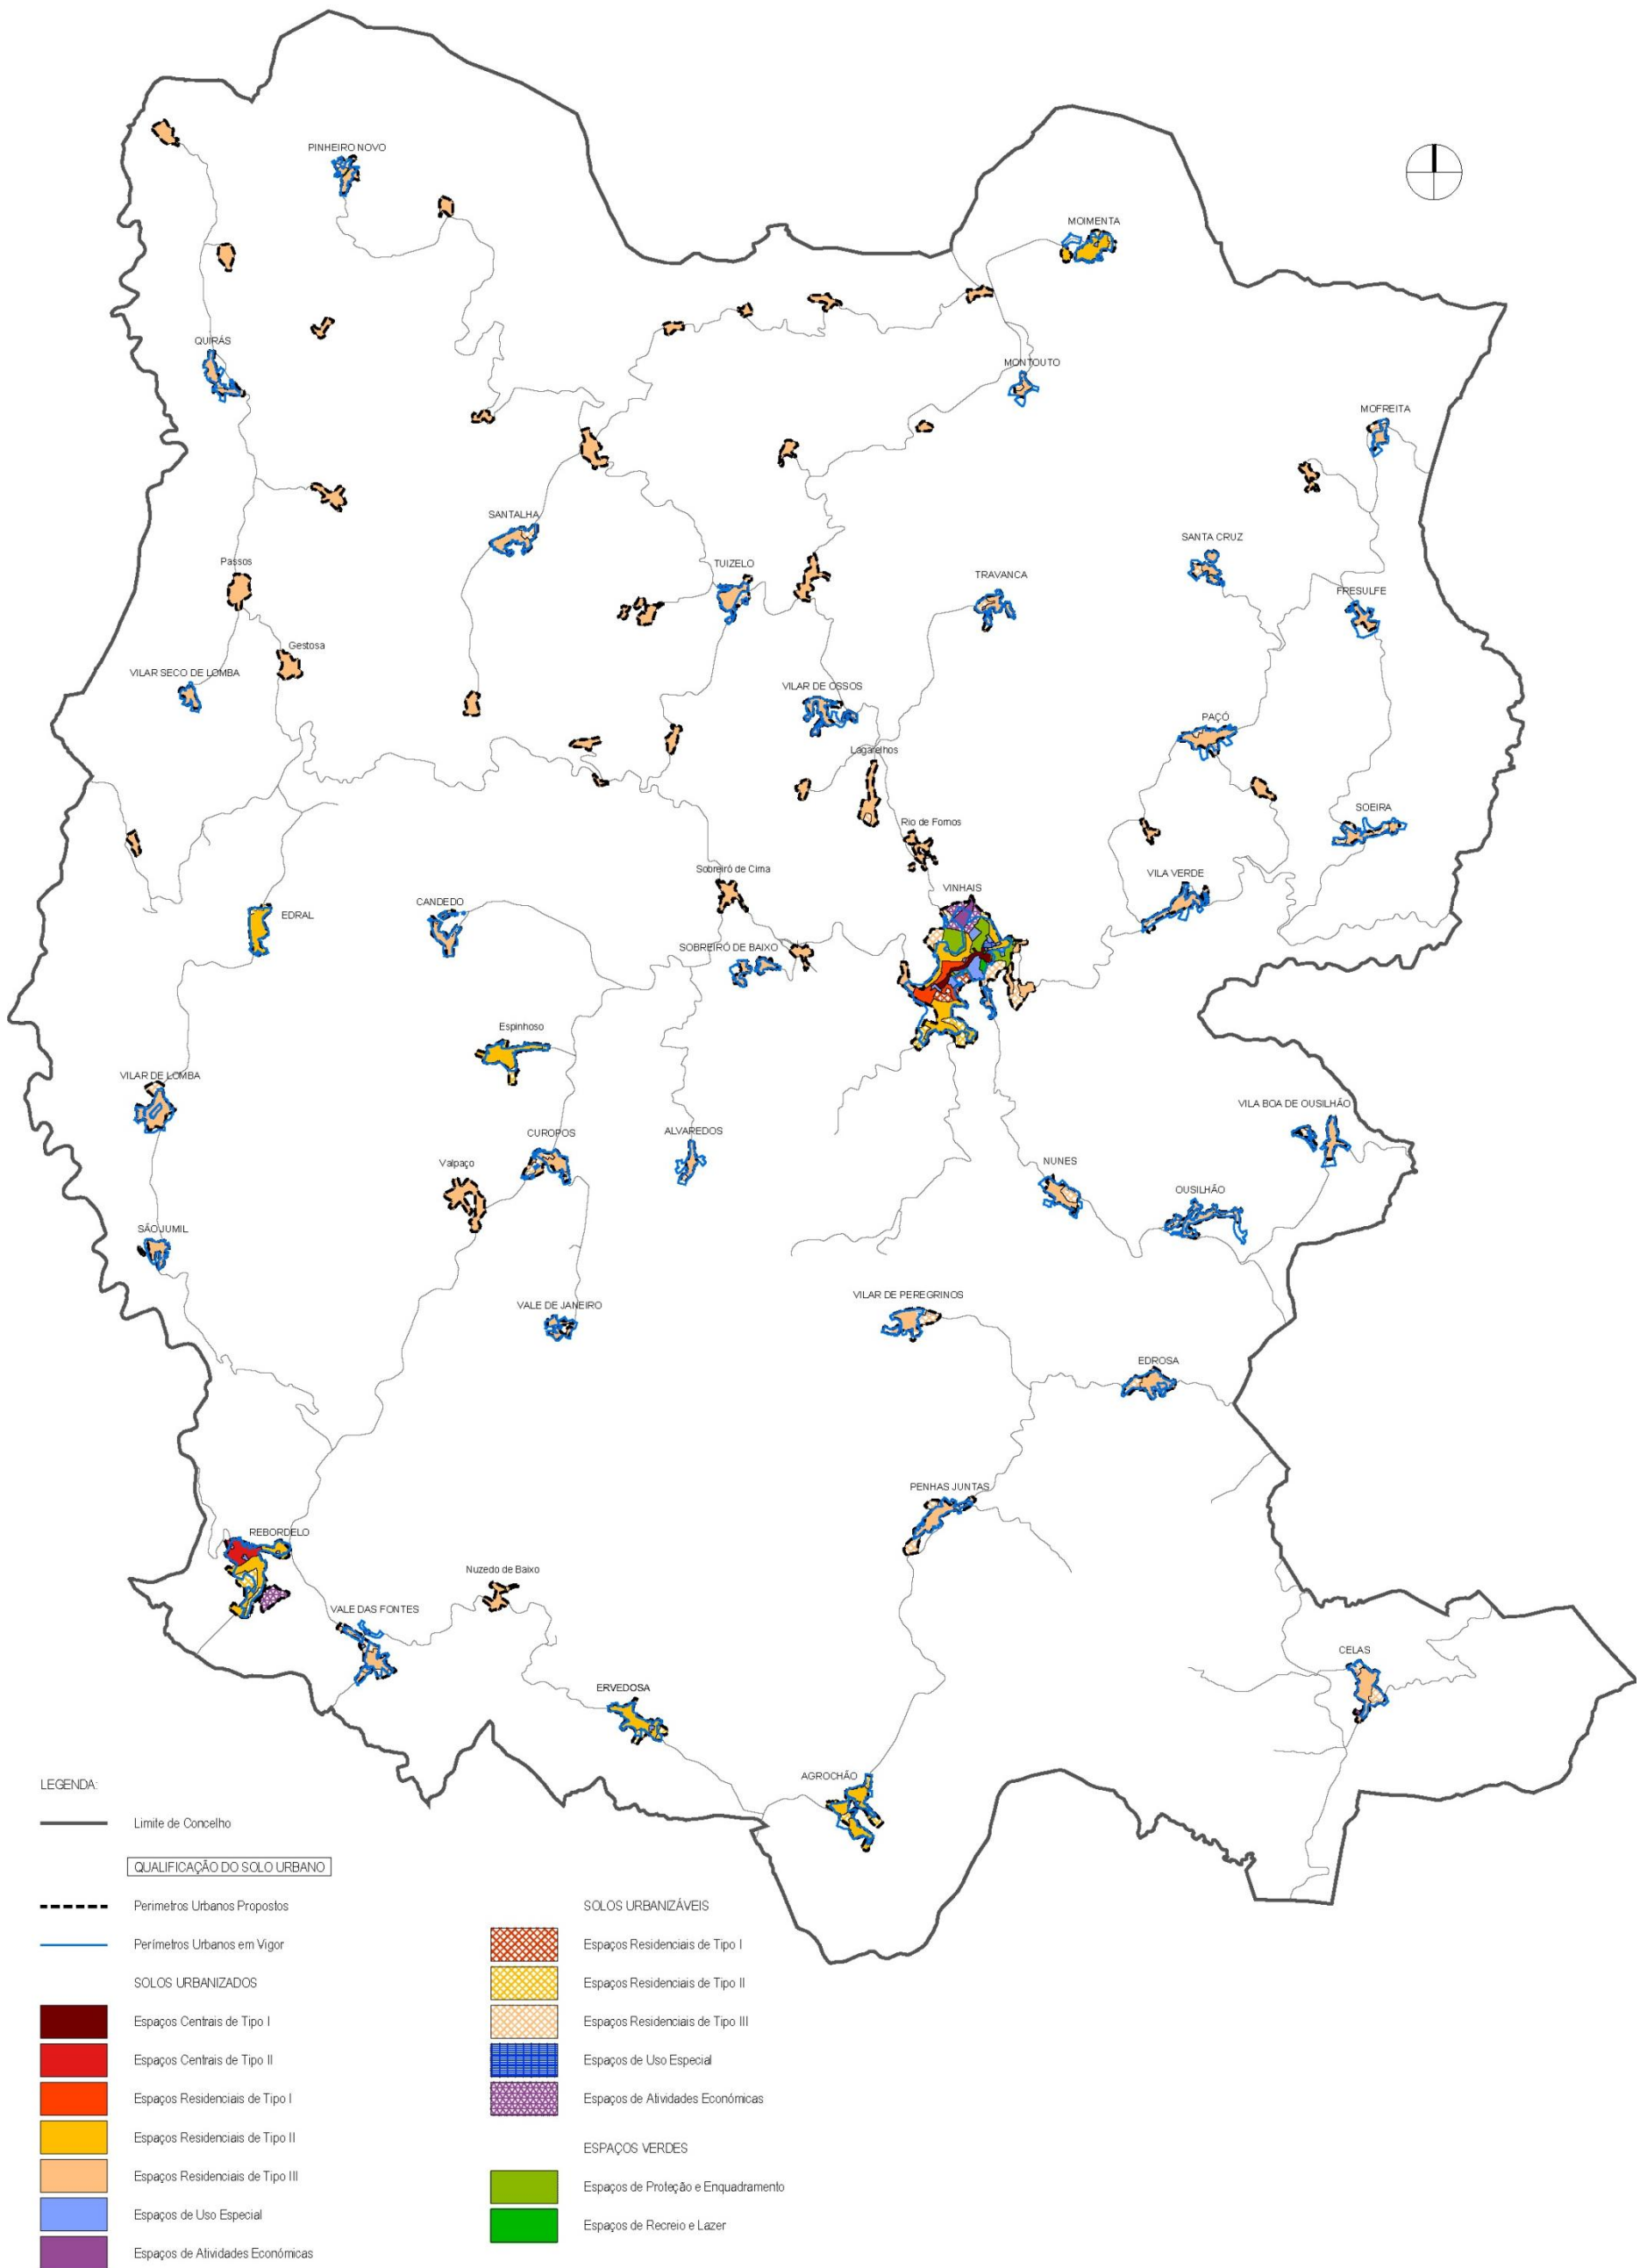 PINHEIRO NOVO
MOIMENTA
QUIRÁS
MONTOUTO
MOFREITA
SANTALHA
SANTA CRUZ
Passos
TUIZELO
TRAVANCA
FRESULFE
Gestosa
VILAR SECO DE LOMBA
VILAR DE OSSOS
PAÇÓ
Lagarelhos
SOEIRA
Rio de Fornos
Sobreiró de Cima
VILA VERDE
VINHAIS
CANDEDO
EDRAL
SOBREIRÓ DE BAIXO
Espinhoso
VILAR DE LOMBA
VILA BOA DE OUSILHÃO
CUROPOS
ALVAREDOS
Valpaço
NUNES
OUSILHÃO
SÃO JUMIL
VILAR DE PEREGRINOS
VALE DE JANEIRO
EDROSA
PENHAS JUNTAS
REBORDELO
Nuzedo de Baixo
VALE DAS FONTES
CELAS
ERVEDOSA
AGROCHÃO
LEGENDA:
Limite de Concelho
QUALIFICAÇÃO DO SOLO URBANO
Perimetros Urbanos Propostos
Perímetros Urbanos em Vigor
SOLOS URBANIZADOS
Espaços Centrais de Tipo I
Espaços Centrais de Tipo II
Espaços Residenciais de Tipo I
Espaços Residenciais de Tipo II
Espaços Residenciais de Tipo III
Espaços de Uso Especial
Espaços de Atividades Económicas
SOLOS URBANIZÁVEIS
Espaços Residenciais de Tipo I
Espaços Residenciais de Tipo II
Espaços Residenciais de Tipo III
Espaços de Uso Especial
Espaços de Atividades Económicas
ESPAÇOS VERDES
Espaços de Proteção e Enquadramento
Espaços de Recreio e Lazer